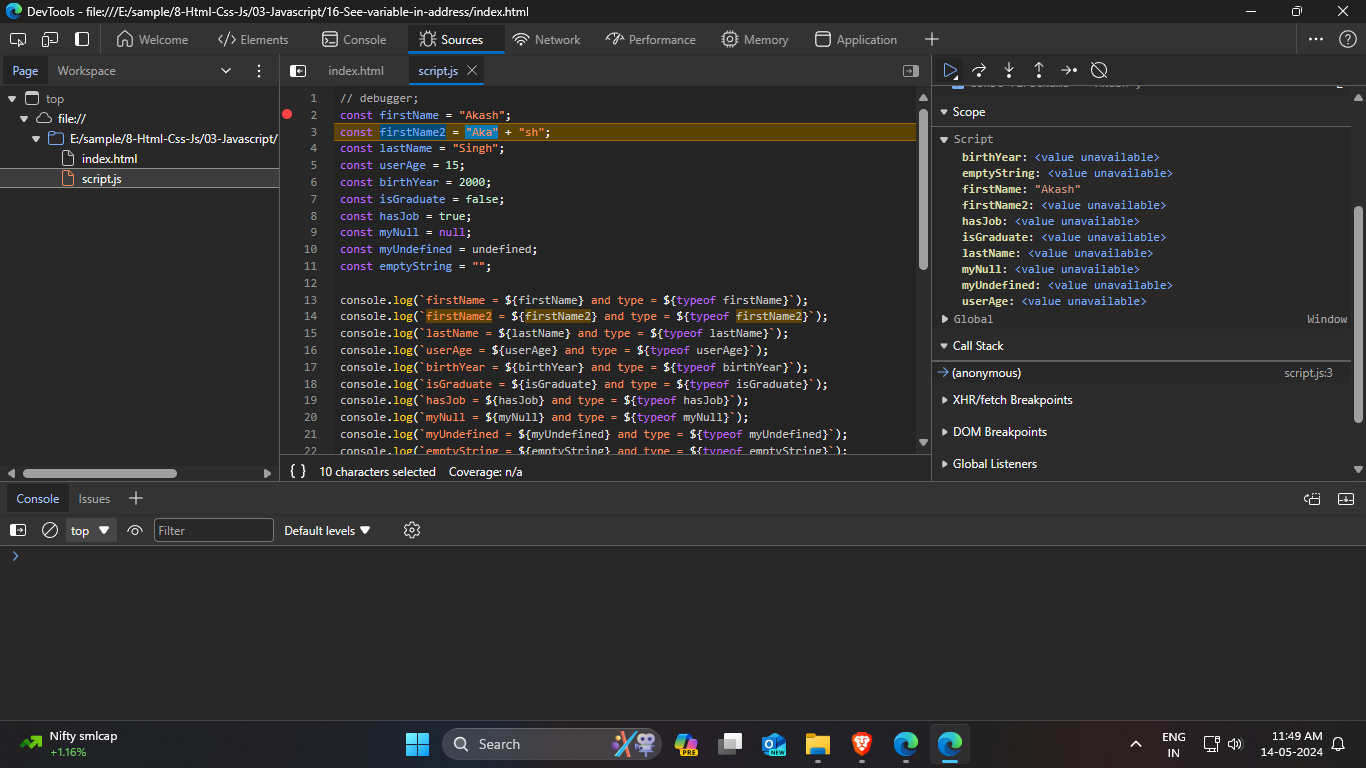 DevTools - file:///E:/sample/8-Html-Css-Js/03-Javascript/16-See-variable-in-address/index.html
Welcome Elements Console Sources Network Performance Memory Application
Page Workspace
index.html script.js
top
file://
E:/sample/8-Html-Css-Js/03-Javascript/
index.html
script.js
1 // debugger;
2 const firstName = "Akash";
3 const firstName2 = "Aka" + "sh";
4 const lastName = "Singh";
5 const userAge = 15;
6 const birthYear = 2000;
7 const isGraduate = false;
8 const hasJob = true;
9 const myNull = null;
10 const myUndefined = undefined;
11 const emptyString = "";
12
13 console.log(`firstName = ${firstName} and type = ${typeof firstName}`);
14 console.log(`firstName2 = ${firstName2} and type = ${typeof firstName2}`);
15 console.log(`lastName = ${lastName} and type = ${typeof lastName}`);
16 console.log(`userAge = ${userAge} and type = ${typeof userAge}`);
17 console.log(`birthYear = ${birthYear} and type = ${typeof birthYear}`);
18 console.log(`isGraduate = ${isGraduate} and type = ${typeof isGraduate}`);
19 console.log(`hasJob = ${hasJob} and type = ${typeof hasJob}`);
20 console.log(`myNull = ${myNull} and type = ${typeof myNull}`);
21 console.log(`myUndefined = ${myUndefined} and type = ${typeof myUndefined}`);
22 console.log(`emptyString = ${emptyString} and type = ${typeof emptyString}`);
{ } 10 characters selected Coverage: n/a
Scope
Script
birthYear: <value unavailable>
emptyString: <value unavailable>
firstName: "Akash"
firstName2: <value unavailable>
hasJob: <value unavailable>
isGraduate: <value unavailable>
lastName: <value unavailable>
myNull: <value unavailable>
myUndefined: <value unavailable>
userAge: <value unavailable>
Global Window
Call Stack
(anonymous) script.js:3
XHR/fetch Breakpoints
DOM Breakpoints
Global Listeners
Console Issues
top Filter Default levels
Nifty smlcap
+1.16%
Search
PRE
NEW
ENG
IN
11:49 AM
14-05-2024